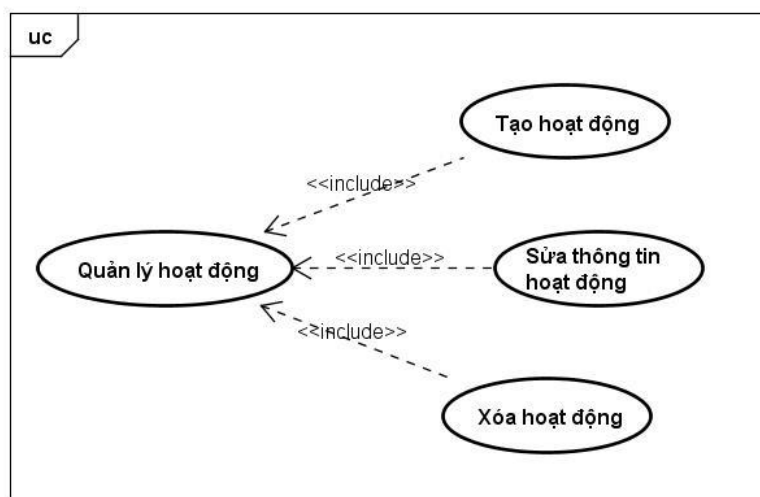 uc
Tạo hoạt động
<<include>>
Quản lý hoạt động
<<include>>
Sửa thông tin
hoạt động
<<include>>
Xóa hoạt động